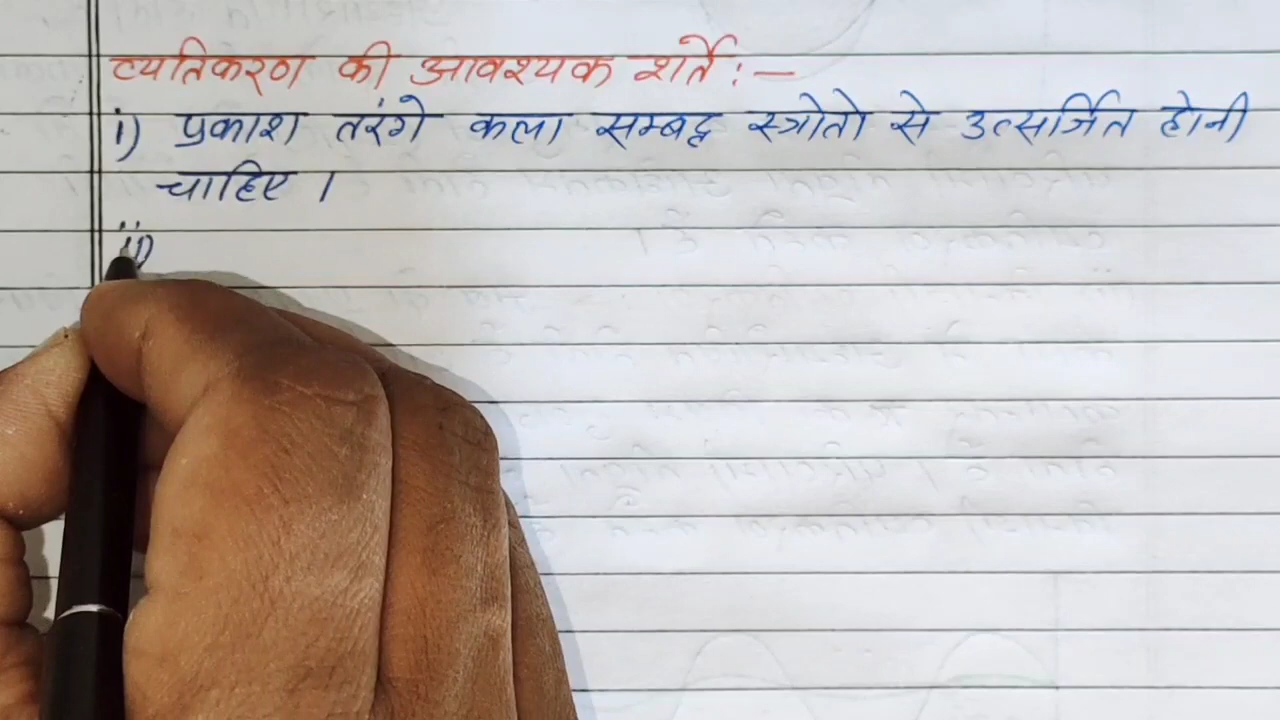 व्यतिकरण की आवश्यक शर्ते :—
i) प्रकाश तरंगे कला सम्बद्ध स्त्रोतो से उत्सर्जित होनी
चाहिए ।
ii)